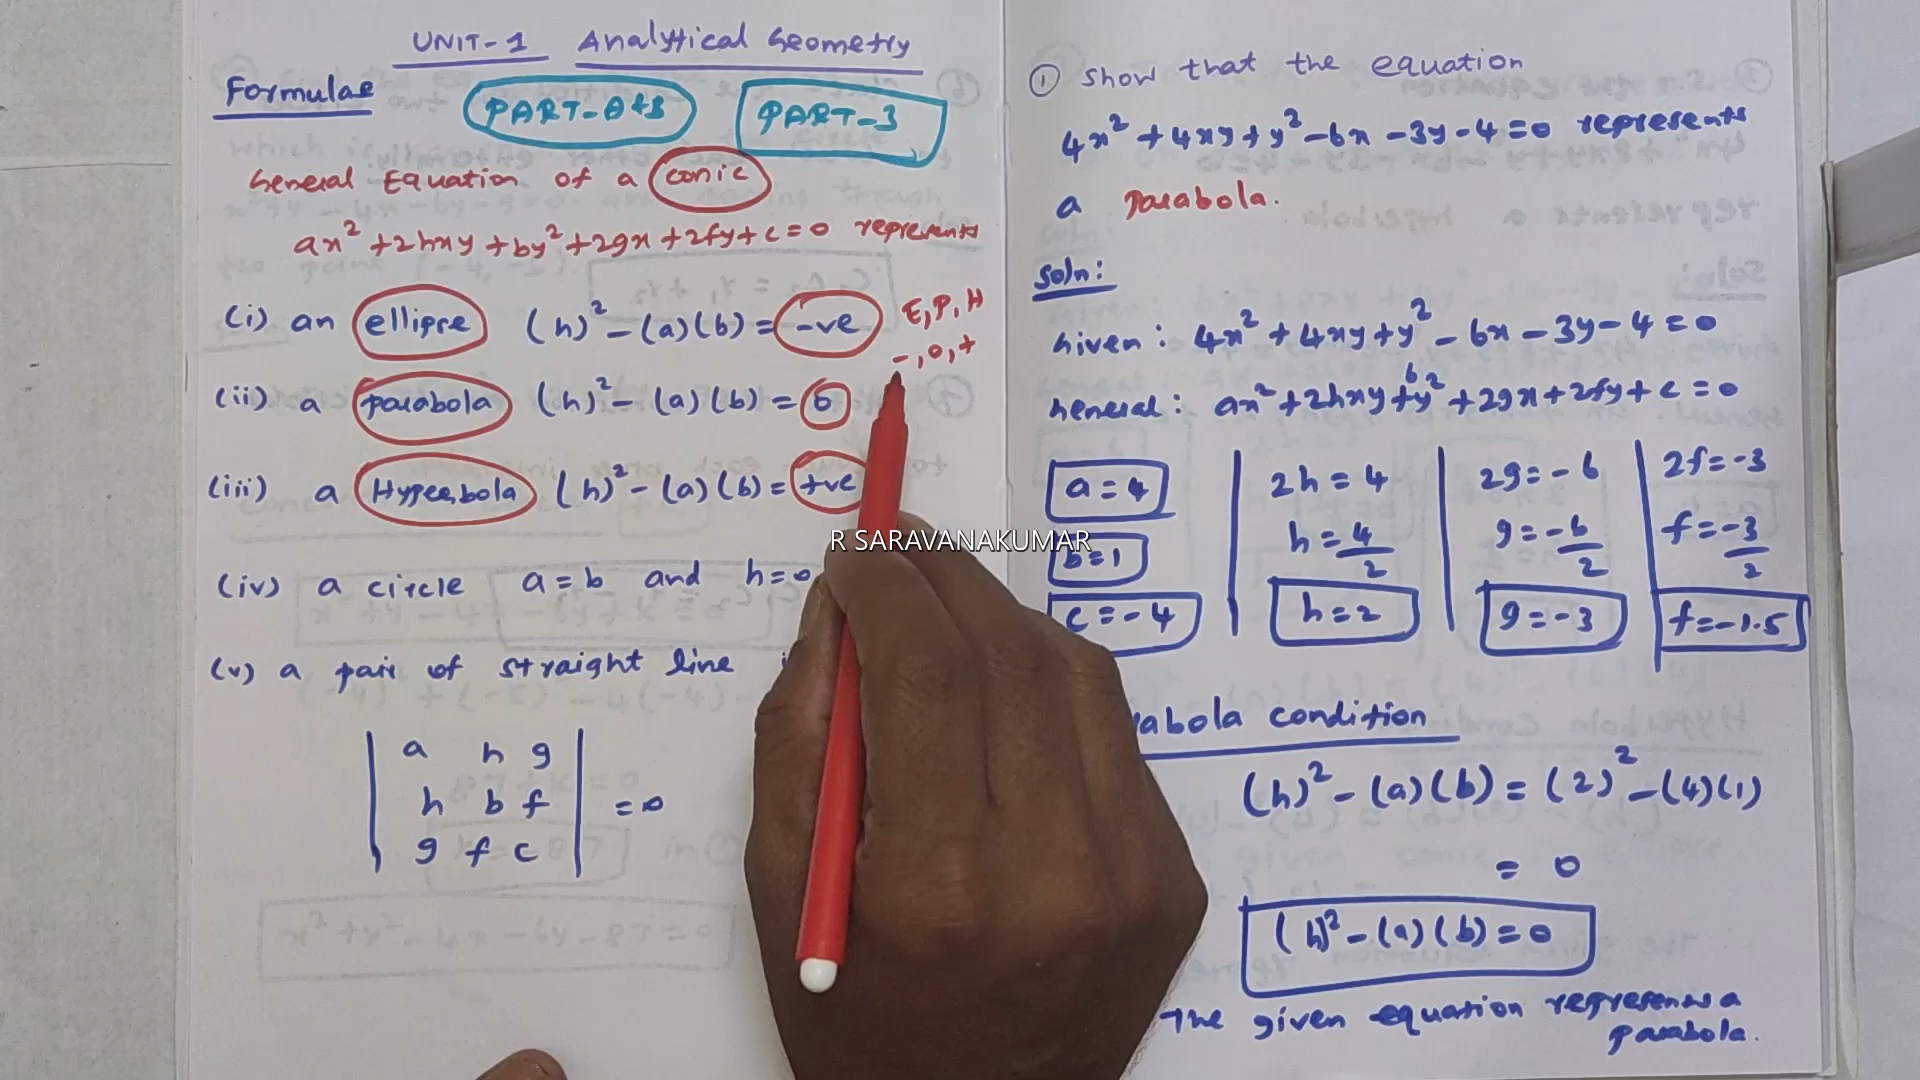 UNIT-1 Analytical Geometry
Formulae
PART-A&B PART-3
General Equation of a conic
ax² + 2hxy + by² + 2gx + 2fy + c = 0 represents
(i) an ellipse (h)² - (a)(b) = -ve
E, P, H
-, 0, +
(ii) a parabola (h)² - (a)(b) = 0
(iii) a Hyperbola (h)² - (a)(b) = +ve
(iv) a circle a = b and h = 0
(v) a pair of straight line
a h g
h b f = 0
g f c
① Show that the equation
4x² + 4xy + y² - 6x - 3y - 4 = 0 represents
a parabola.
Soln:
Given: 4x² + 4xy + y² - 6x - 3y - 4 = 0
General: ax² + 2hxy + by² + 2gx + 2fy + c = 0
a = 4 2h = 4 2g = -6 2f = -3
b = 1 h = 4/2 g = -6/2 f = -3/2
c = -4 h = 2 g = -3 f = -1.5
abola condition
(h)² - (a)(b) = (2)² - (4)(1)
= 0
(h)² - (a)(b) = 0
The given equation represents a
parabola.
R SARAVANAKUMAR